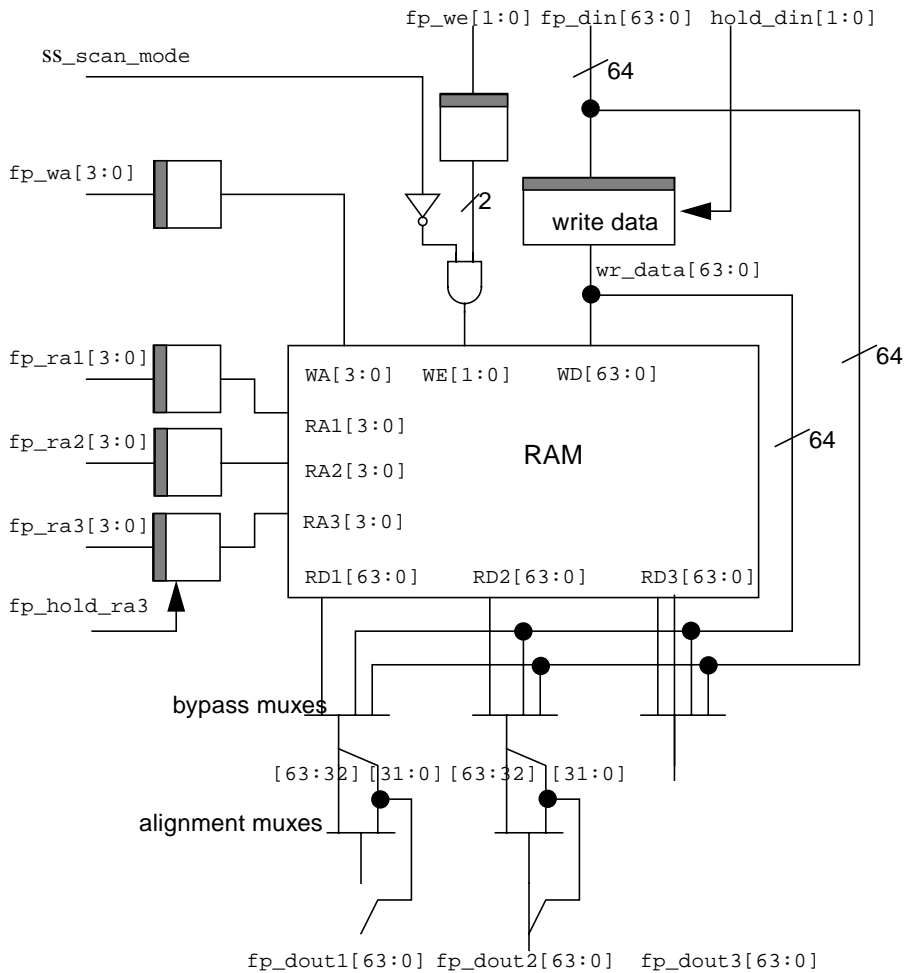 fp_we[1:0] fp_din[63:0] hold_din[1:0]
SS_scan_mode
64
fp_wa[3:0]
2
write data
wr_data[63:0]
64
fp_ra1[3:0]
WA[3:0] WE[1:0] WD[63:0]
RA1[3:0]
64
fp_ra2[3:0]
RAM
RA2[3:0]
fp_ra3[3:0]
RA3[3:0]
RD1[63:0] RD2[63:0] RD3[63:0]
fp_hold_ra3
bypass muxes
[63:32] [31:0] [63:32] [31:0]
alignment muxes
fp_dout1[63:0] fp_dout2[63:0] fp_dout3[63:0]